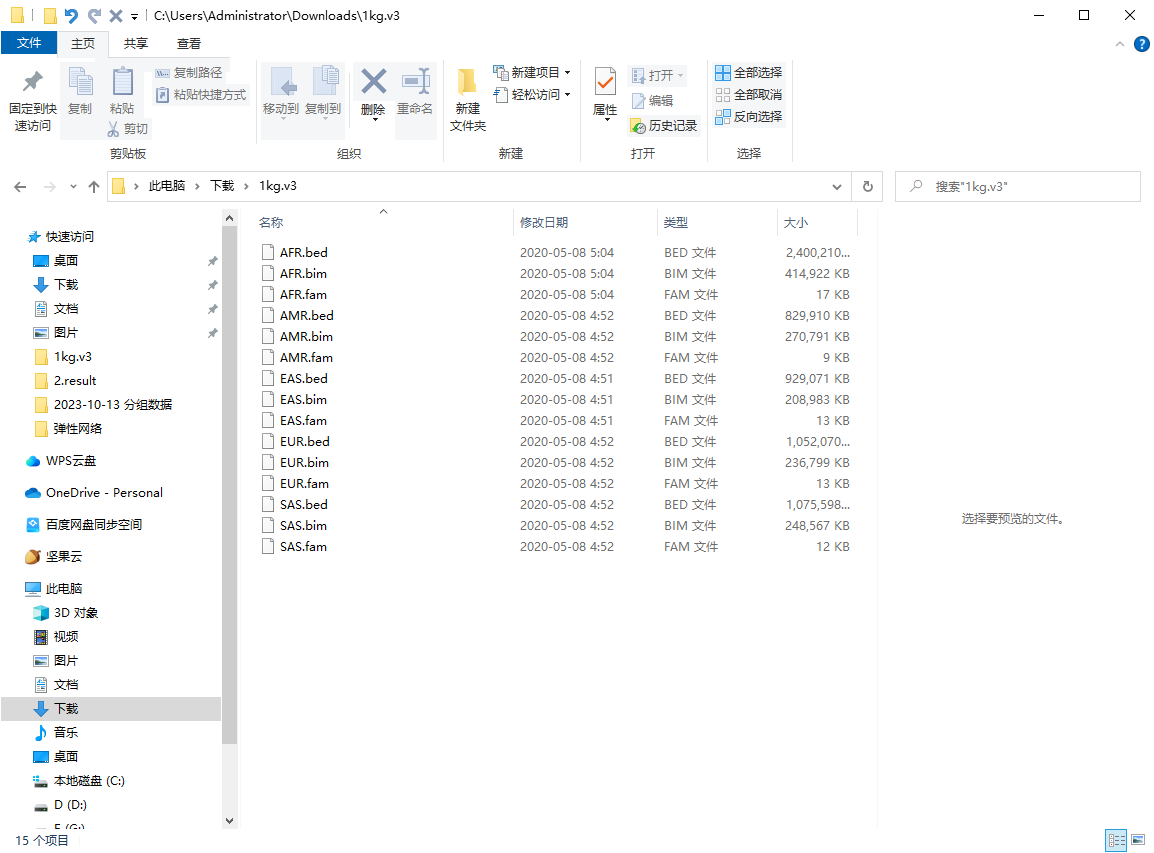 C:\Users\Administrator\Downloads\1kg.v3
文件 主页 共享 查看
固定到快速访问
复制
粘贴
复制路径
粘贴快捷方式
剪切
剪贴板
移动到 复制到 删除 重命名
组织
新建文件夹
新建项目
轻松访问
新建
属性
打开
编辑
历史记录
打开
全部选择
全部取消
反向选择
选择
此电脑 > 下载 > 1kg.v3
搜索"1kg.v3"
快速访问
桌面
下载
文档
图片
1kg.v3
2.result
2023-10-13 分组数据
弹性网络
WPS云盘
OneDrive - Personal
百度网盘同步空间
坚果云
此电脑
3D 对象
视频
图片
文档
下载
音乐
桌面
本地磁盘 (C:)
D (D:)
名称 修改日期 类型 大小
AFR.bed 2020-05-08 5:04 BED 文件 2,400,210...
AFR.bim 2020-05-08 5:04 BIM 文件 414,922 KB
AFR.fam 2020-05-08 5:04 FAM 文件 17 KB
AMR.bed 2020-05-08 4:52 BED 文件 829,910 KB
AMR.bim 2020-05-08 4:52 BIM 文件 270,791 KB
AMR.fam 2020-05-08 4:52 FAM 文件 9 KB
EAS.bed 2020-05-08 4:51 BED 文件 929,071 KB
EAS.bim 2020-05-08 4:51 BIM 文件 208,983 KB
EAS.fam 2020-05-08 4:51 FAM 文件 13 KB
EUR.bed 2020-05-08 4:52 BED 文件 1,052,070...
EUR.bim 2020-05-08 4:52 BIM 文件 236,799 KB
EUR.fam 2020-05-08 4:52 FAM 文件 13 KB
SAS.bed 2020-05-08 4:52 BED 文件 1,075,598...
SAS.bim 2020-05-08 4:52 BIM 文件 248,567 KB
SAS.fam 2020-05-08 4:52 FAM 文件 12 KB
选择要预览的文件。
15 个项目